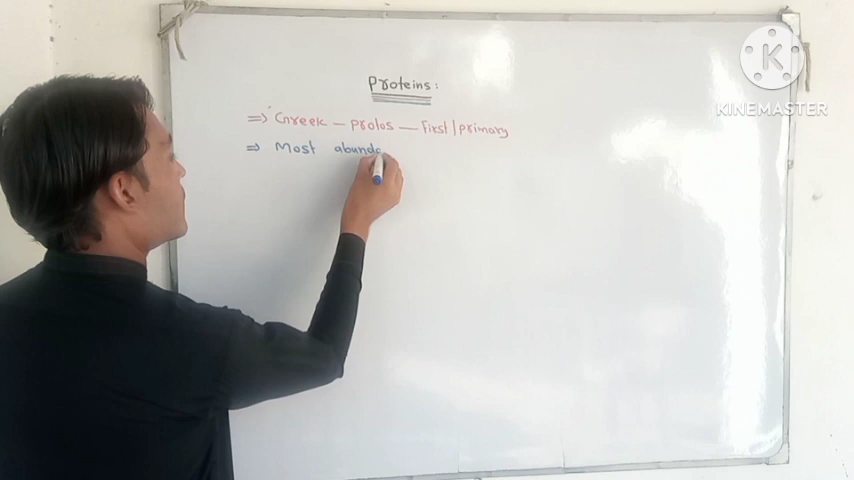 Proteins:
⇒ Greek – protos – First/primary
⇒ Most abunda
KINEMASTER